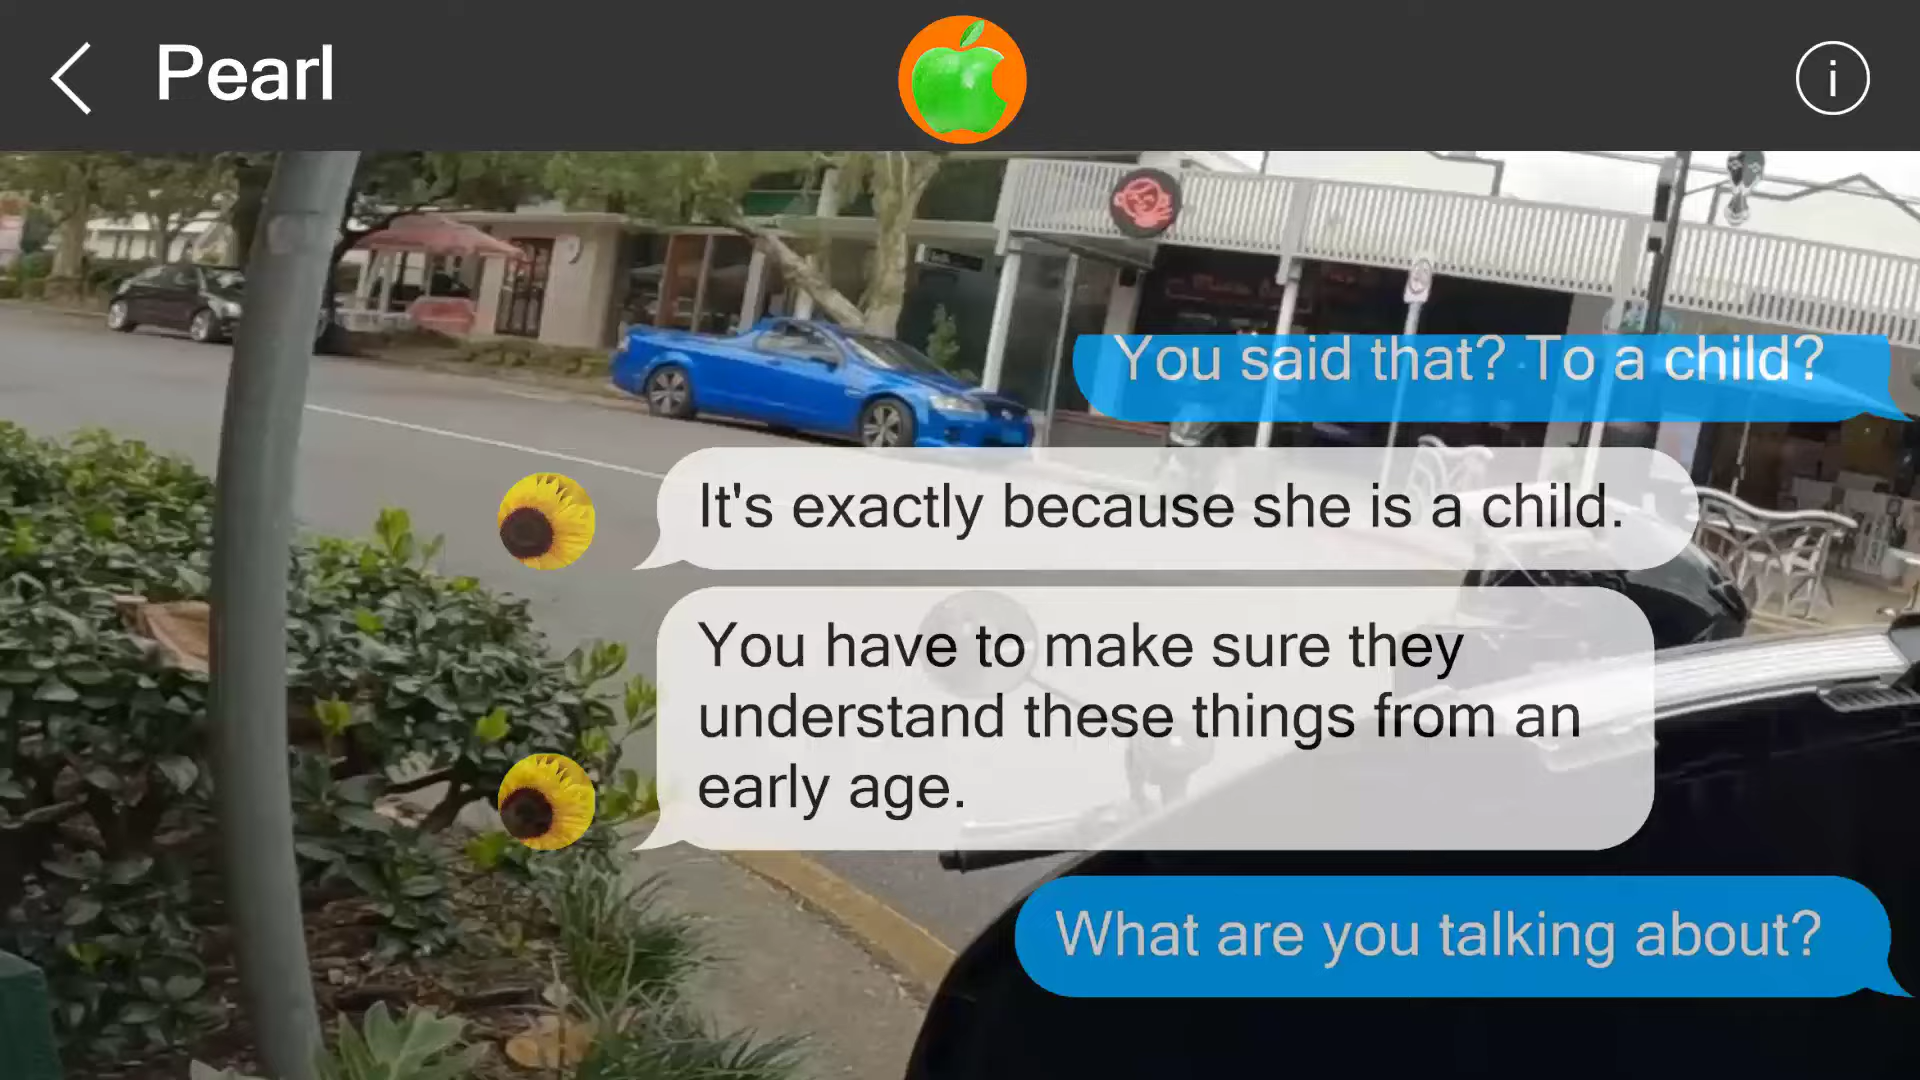 Pearl
i
You said that? To a child?
It's exactly because she is a child.
You have to make sure they
understand these things from an
early age.
What are you talking about?